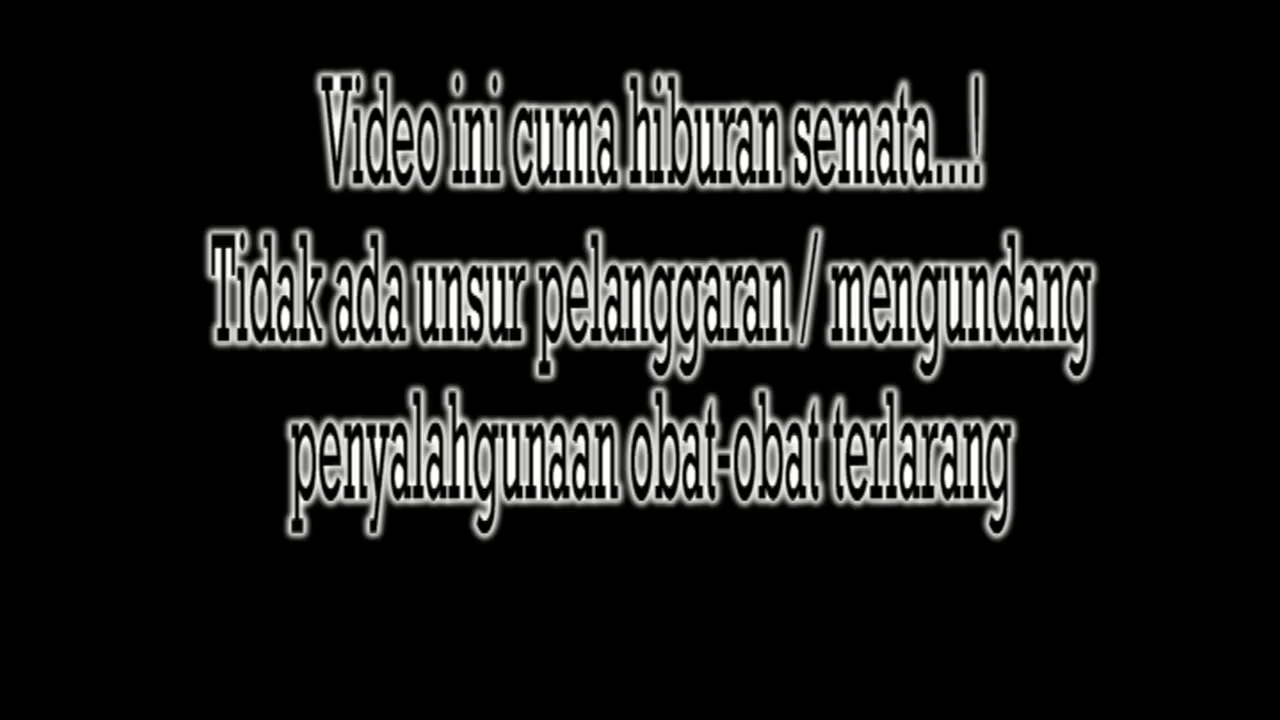 Video ini cuma hiburan semata....!
Tidak ada unsur pelanggaran / mengundang
penyalahgunaan obat-obat terlarang